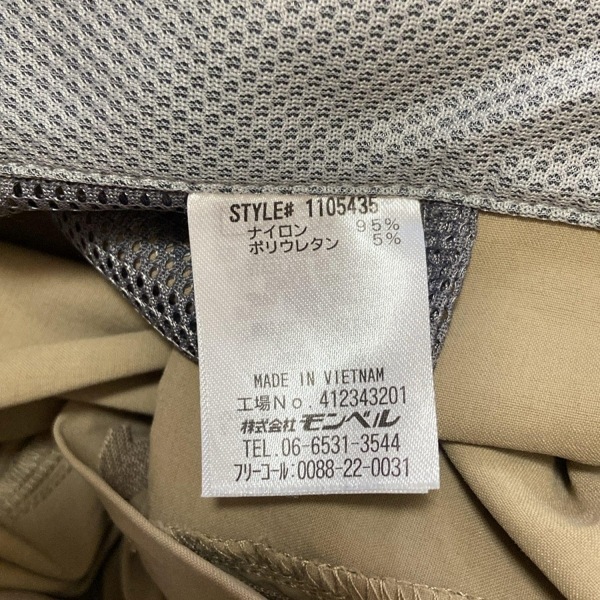 STYLE# 1105435
ナイロン 95%
ポリウレタン 5%
MADE IN VIETNAM
工場No. 412343201
株式会社 モンベル
TEL. 06-6531-3544
フリーコール: 0088-22-0031